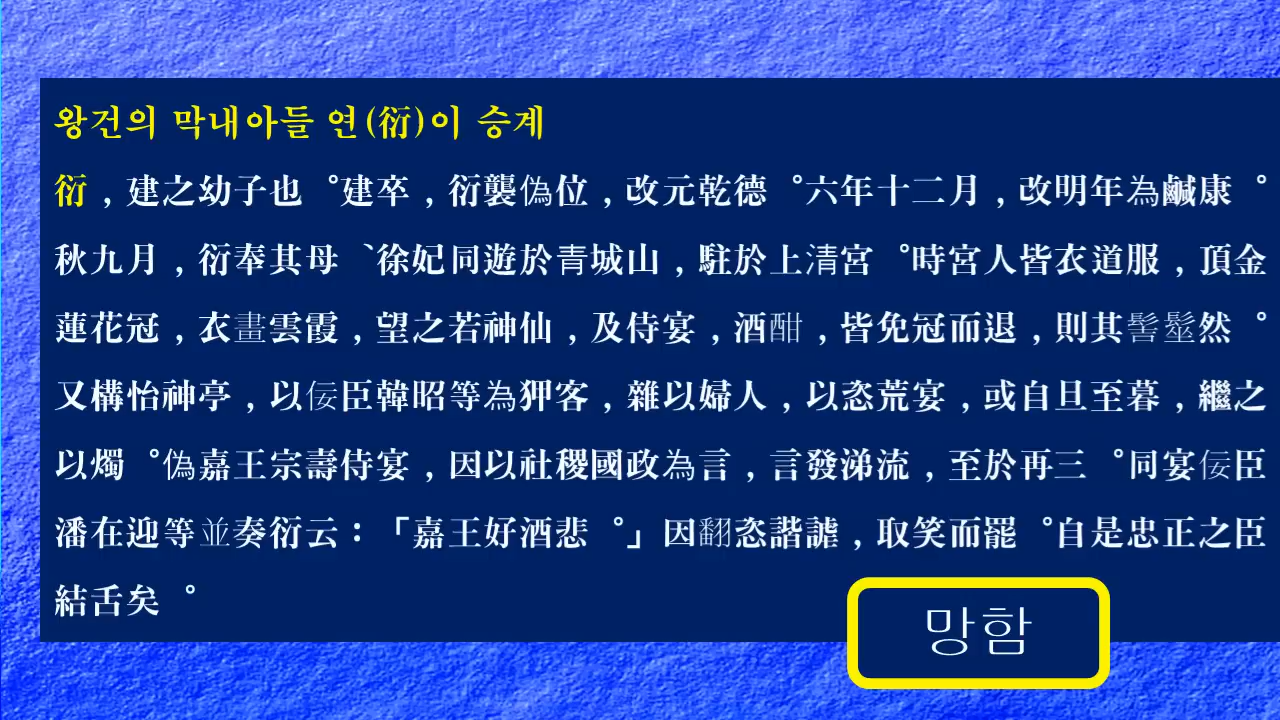 왕건의 막내아들 연(衍)이 승계
衍，建之幼子也。建卒，衍襲偽位，改元乾德。六年十二月，改明年為鹹康。
秋九月，衍奉其母、徐妃同遊於青城山，駐於上清宮。時宮人皆衣道服，頂金
蓮花冠，衣畫雲霞，望之若神仙，及侍宴，酒酣，皆免冠而退，則其髻髽然。
又構怡神亭，以佞臣韓昭等為狎客，雜以婦人，以恣荒宴，或自旦至暮，繼之
以燭。偽嘉王宗壽侍宴，因以社稷國政為言，言發涕流，至於再三。同宴佞臣
潘在迎等並奏衍云：「嘉王好酒悲。」因翻恣諧謔，取笑而罷。自是忠正之臣
結舌矣。
망함